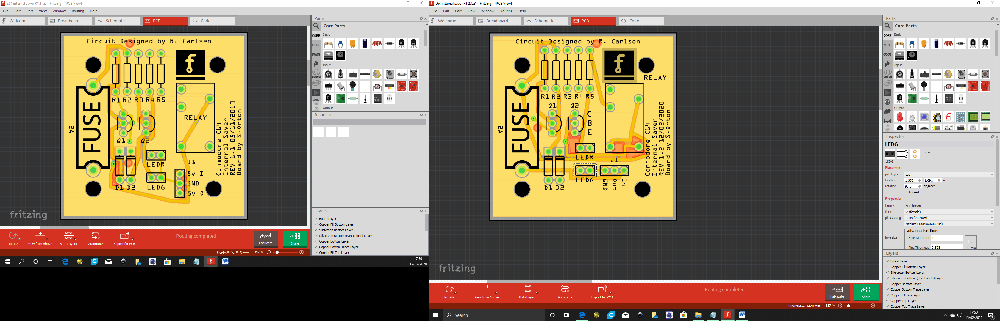 c64 internal saver R1.1.fzz - Fritzing - [PCB View]
File Edit Part View Window Routing Help
Welcome Breadboard Schematic PCB Code
Circuit Designed by R. Carlsen
R1 R2 R3 R4 R5
FUSE
2A
RELAY
Q1 Q2
LEDR
LEDG
D1 D2
J1
5v I
GND
5v O
Commodore C64
Internal Saver
REV 1.1 05/11/2019
Board by S.Orton
fritzing
Parts
Core Parts
CORE
MINE
seeed
intel
Basic
Input
RFID
ID12
Output
Inspector
Layers
Board Layer
Copper Fill Bottom Layer
Silkscreen Bottom Layer
Silkscreen Bottom (Part Labels) Layer
Copper Bottom Layer
Copper Bottom Trace Layer
Copper Fill Top Layer
Rotate View from Above Both Layers Autoroute Export for PCB
Routing completed
Fabricate Share
(x,y)=(83.5, 36.2) mm 357 %
17:50
15/02/2020
c64 internal saver R1.2.fzz* - Fritzing - [PCB View]
File Edit Part View Window Routing Help
Welcome Breadboard Schematic PCB Code
Circuit Designed by R. Carlsen
RELAY
R1 R2 R3 R4 R5
Q1 Q2
C
B
E
FUSE
2A
LEDR
J1
LEDG
D1 D2
GND
Out
In
Commodore C64
Internal Saver
REV 1.2 12/02/2020
Board by S.Orton
fritzing
Parts
Core Parts
CORE
MINE
seeed
intel
PA
Basic
Input
RFID
ID12
Output
Inspector
LEDG
v. 4
LEDG
Placement
pcb layer top
location 1.652 1.691 in
rotation 90.0 degrees
Locked
Properties
family Pin Header
form ♀ (female)
pin spacing 0.1in (2.54mm)
Medium (1.0mm/0.0394in)
advanced settings
hole size Hole Diameter 1
in
Ring Thickness 0.508 mm
Layers
Board Layer
Copper Fill Bottom Layer
Silkscreen Bottom Layer
Silkscreen Bottom (Part Labels) Layer
Copper Bottom Layer
Copper Bottom Trace Layer
Copper Fill Top Layer
Copper Top Layer
Copper Top Trace Layer
Rotate View from Above Both Layers Autoroute Export for PCB
Routing completed
Fabricate Share
(x,y)=(55.2, 13.4) mm 357 %
Search
17:50
15/02/2020